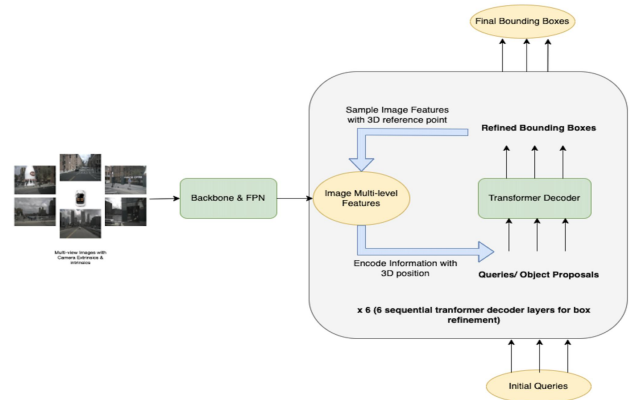 Final Bounding Boxes
Sample Image Features
with 3D reference point
Refined Bounding Boxes
Backbone & FPN
Image Multi-level
Features
Transformer Decoder
Multi-view Images with
Camera Extrinsics &
intrinsics
Encode Information with
3D position
Queries/ Object Proposals
x 6 (6 sequential tranformer decoder layers for box
refinement)
Initial Queries